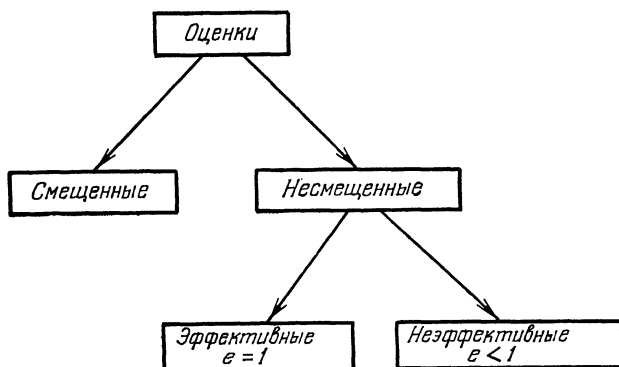 Оценки
Смещенные
Несмещенные
Эффективные
e = 1
Неэффективные
e < 1